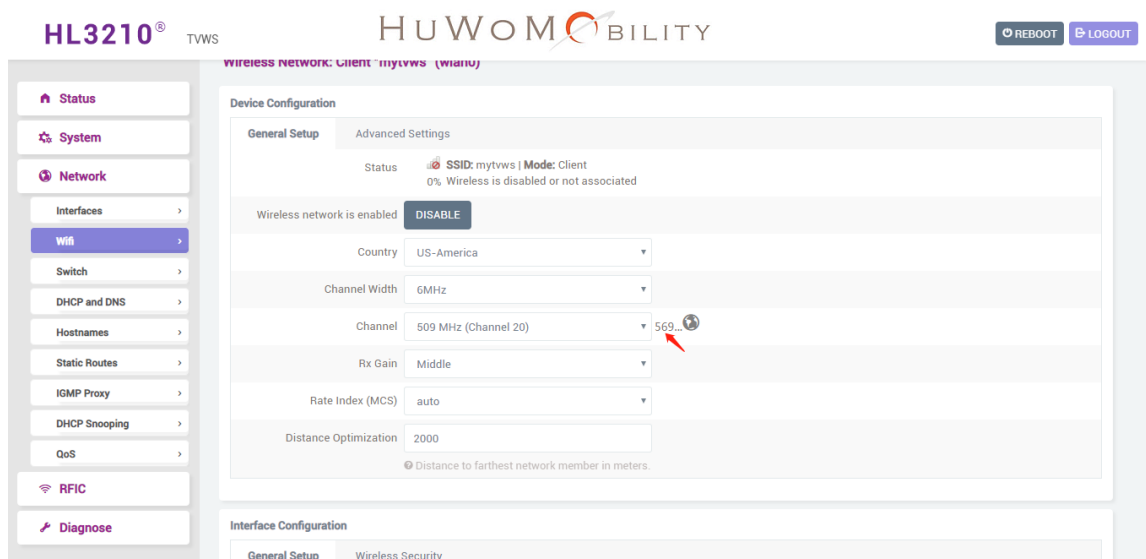 HL3210® TVWS
HUWOMOBILITY
REBOOT
LOGOUT
Wireless Network: Client "mytvws" (wlan0)
Status
System
Network
Interfaces
Wifi
Switch
DHCP and DNS
Hostnames
Static Routes
IGMP Proxy
DHCP Snooping
QoS
RFIC
Diagnose
Device Configuration
General Setup Advanced Settings
Status SSID: mytvws | Mode: Client
0% Wireless is disabled or not associated
Wireless network is enabled DISABLE
Country US-America
Channel Width 6MHz
Channel 509 MHz (Channel 20) 569...
Rx Gain Middle
Rate Index (MCS) auto
Distance Optimization 2000
Distance to farthest network member in meters.
Interface Configuration
General Setup Wireless Security